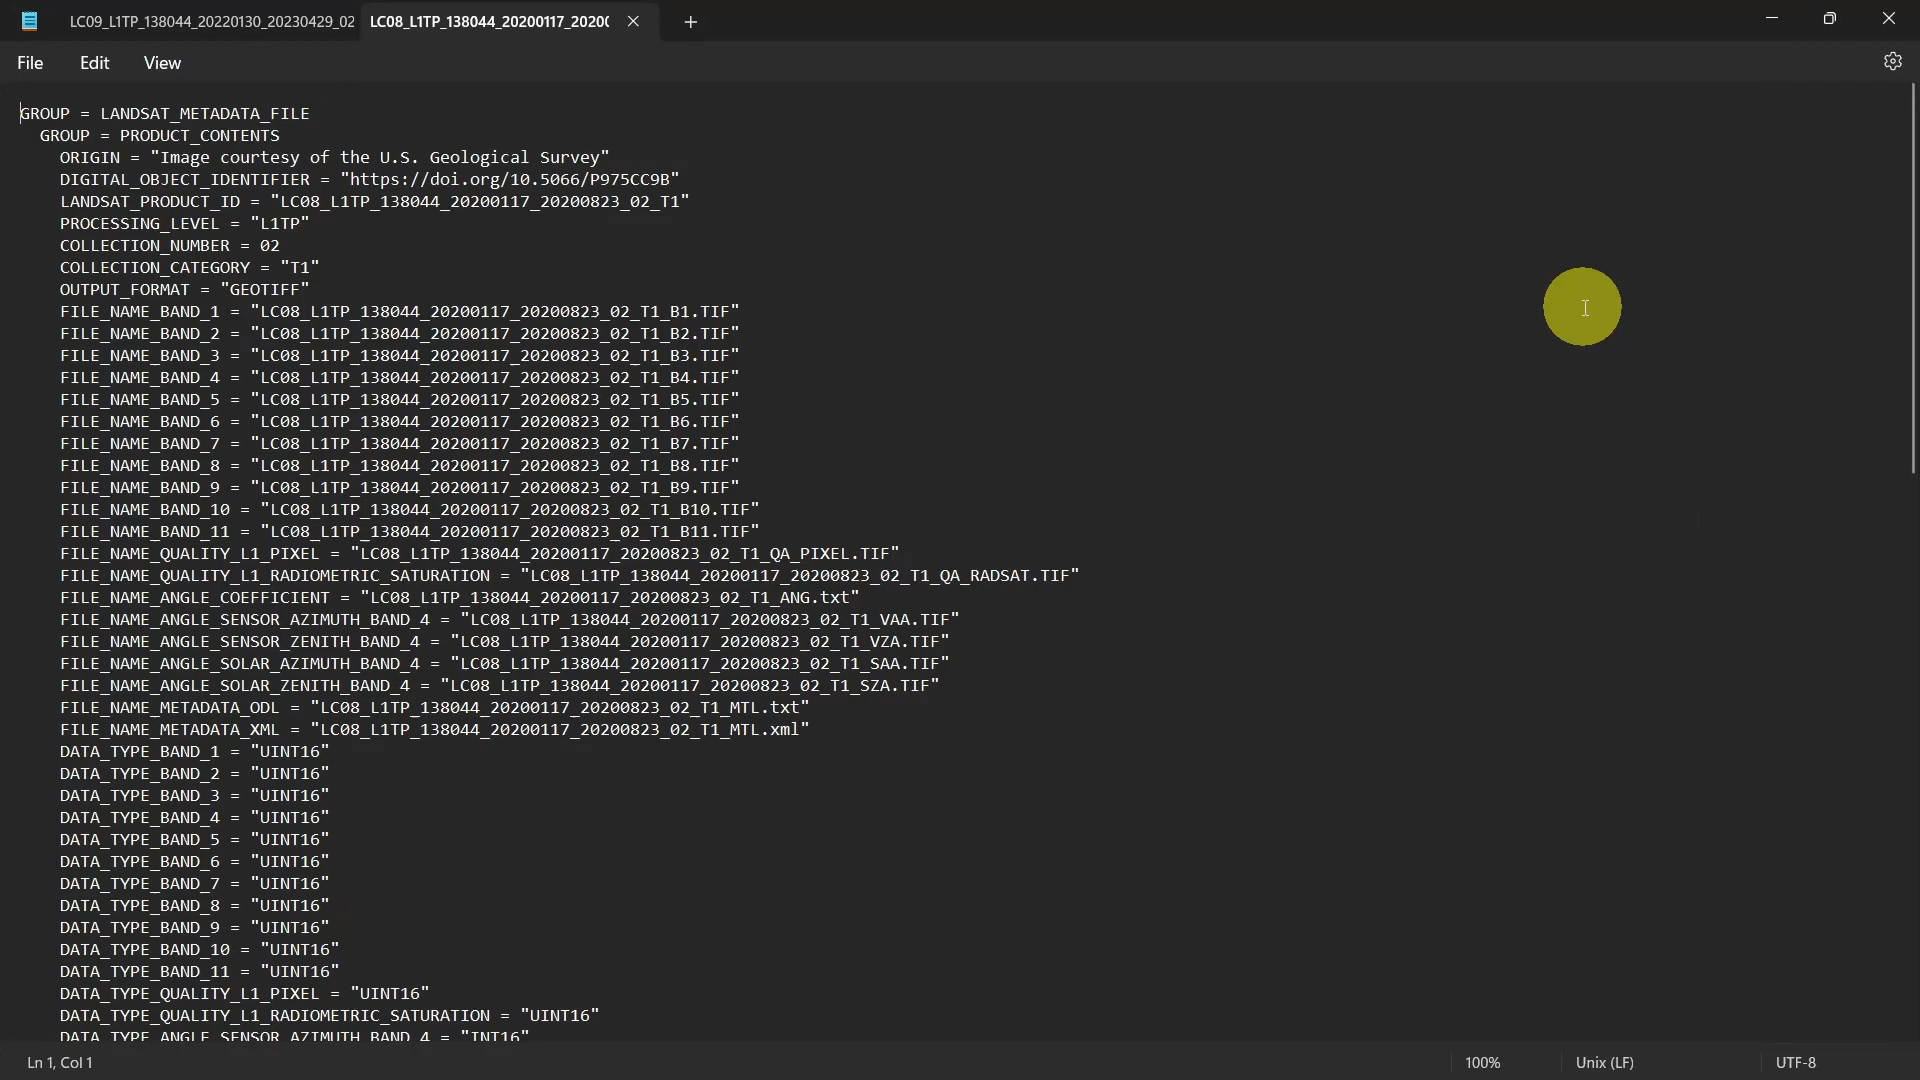 LC09_L1TP_138044_20220130_20230429_02
LC08_L1TP_138044_20200117_2020
File Edit View
GROUP = LANDSAT_METADATA_FILE
GROUP = PRODUCT_CONTENTS
ORIGIN = "Image courtesy of the U.S. Geological Survey"
DIGITAL_OBJECT_IDENTIFIER = "https://doi.org/10.5066/P975CC9B"
LANDSAT_PRODUCT_ID = "LC08_L1TP_138044_20200117_20200823_02_T1"
PROCESSING_LEVEL = "L1TP"
COLLECTION_NUMBER = 02
COLLECTION_CATEGORY = "T1"
OUTPUT_FORMAT = "GEOTIFF"
FILE_NAME_BAND_1 = "LC08_L1TP_138044_20200117_20200823_02_T1_B1.TIF"
FILE_NAME_BAND_2 = "LC08_L1TP_138044_20200117_20200823_02_T1_B2.TIF"
FILE_NAME_BAND_3 = "LC08_L1TP_138044_20200117_20200823_02_T1_B3.TIF"
FILE_NAME_BAND_4 = "LC08_L1TP_138044_20200117_20200823_02_T1_B4.TIF"
FILE_NAME_BAND_5 = "LC08_L1TP_138044_20200117_20200823_02_T1_B5.TIF"
FILE_NAME_BAND_6 = "LC08_L1TP_138044_20200117_20200823_02_T1_B6.TIF"
FILE_NAME_BAND_7 = "LC08_L1TP_138044_20200117_20200823_02_T1_B7.TIF"
FILE_NAME_BAND_8 = "LC08_L1TP_138044_20200117_20200823_02_T1_B8.TIF"
FILE_NAME_BAND_9 = "LC08_L1TP_138044_20200117_20200823_02_T1_B9.TIF"
FILE_NAME_BAND_10 = "LC08_L1TP_138044_20200117_20200823_02_T1_B10.TIF"
FILE_NAME_BAND_11 = "LC08_L1TP_138044_20200117_20200823_02_T1_B11.TIF"
FILE_NAME_QUALITY_L1_PIXEL = "LC08_L1TP_138044_20200117_20200823_02_T1_QA_PIXEL.TIF"
FILE_NAME_QUALITY_L1_RADIOMETRIC_SATURATION = "LC08_L1TP_138044_20200117_20200823_02_T1_QA_RADSAT.TIF"
FILE_NAME_ANGLE_COEFFICIENT = "LC08_L1TP_138044_20200117_20200823_02_T1_ANG.txt"
FILE_NAME_ANGLE_SENSOR_AZIMUTH_BAND_4 = "LC08_L1TP_138044_20200117_20200823_02_T1_VAA.TIF"
FILE_NAME_ANGLE_SENSOR_ZENITH_BAND_4 = "LC08_L1TP_138044_20200117_20200823_02_T1_VZA.TIF"
FILE_NAME_ANGLE_SOLAR_AZIMUTH_BAND_4 = "LC08_L1TP_138044_20200117_20200823_02_T1_SAA.TIF"
FILE_NAME_ANGLE_SOLAR_ZENITH_BAND_4 = "LC08_L1TP_138044_20200117_20200823_02_T1_SZA.TIF"
FILE_NAME_METADATA_ODL = "LC08_L1TP_138044_20200117_20200823_02_T1_MTL.txt"
FILE_NAME_METADATA_XML = "LC08_L1TP_138044_20200117_20200823_02_T1_MTL.xml"
DATA_TYPE_BAND_1 = "UINT16"
DATA_TYPE_BAND_2 = "UINT16"
DATA_TYPE_BAND_3 = "UINT16"
DATA_TYPE_BAND_4 = "UINT16"
DATA_TYPE_BAND_5 = "UINT16"
DATA_TYPE_BAND_6 = "UINT16"
DATA_TYPE_BAND_7 = "UINT16"
DATA_TYPE_BAND_8 = "UINT16"
DATA_TYPE_BAND_9 = "UINT16"
DATA_TYPE_BAND_10 = "UINT16"
DATA_TYPE_BAND_11 = "UINT16"
DATA_TYPE_QUALITY_L1_PIXEL = "UINT16"
DATA_TYPE_QUALITY_L1_RADIOMETRIC_SATURATION = "UINT16"
DATA_TYPE_ANGLE_SENSOR_AZIMUTH_BAND_4 = "INT16"
Ln 1, Col 1 100% Unix (LF) UTF-8